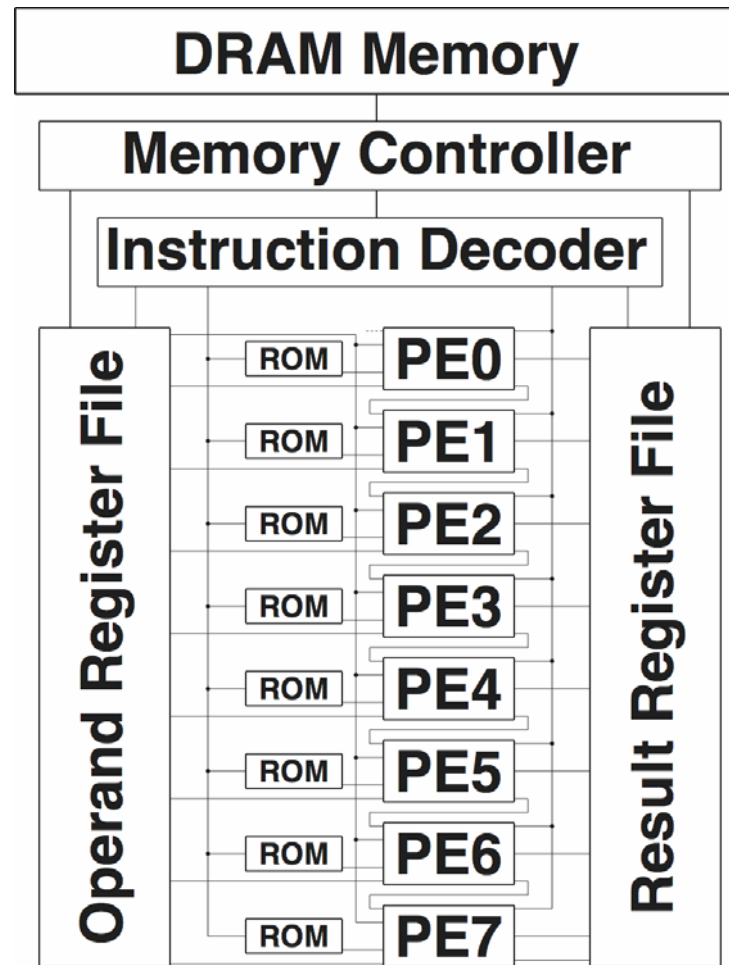 DRAM Memory
Memory Controller
Instruction Decoder
Operand Register File
ROM
PE0
ROM
PE1
ROM
PE2
ROM
PE3
ROM
PE4
ROM
PE5
ROM
PE6
ROM
PE7
Result Register File